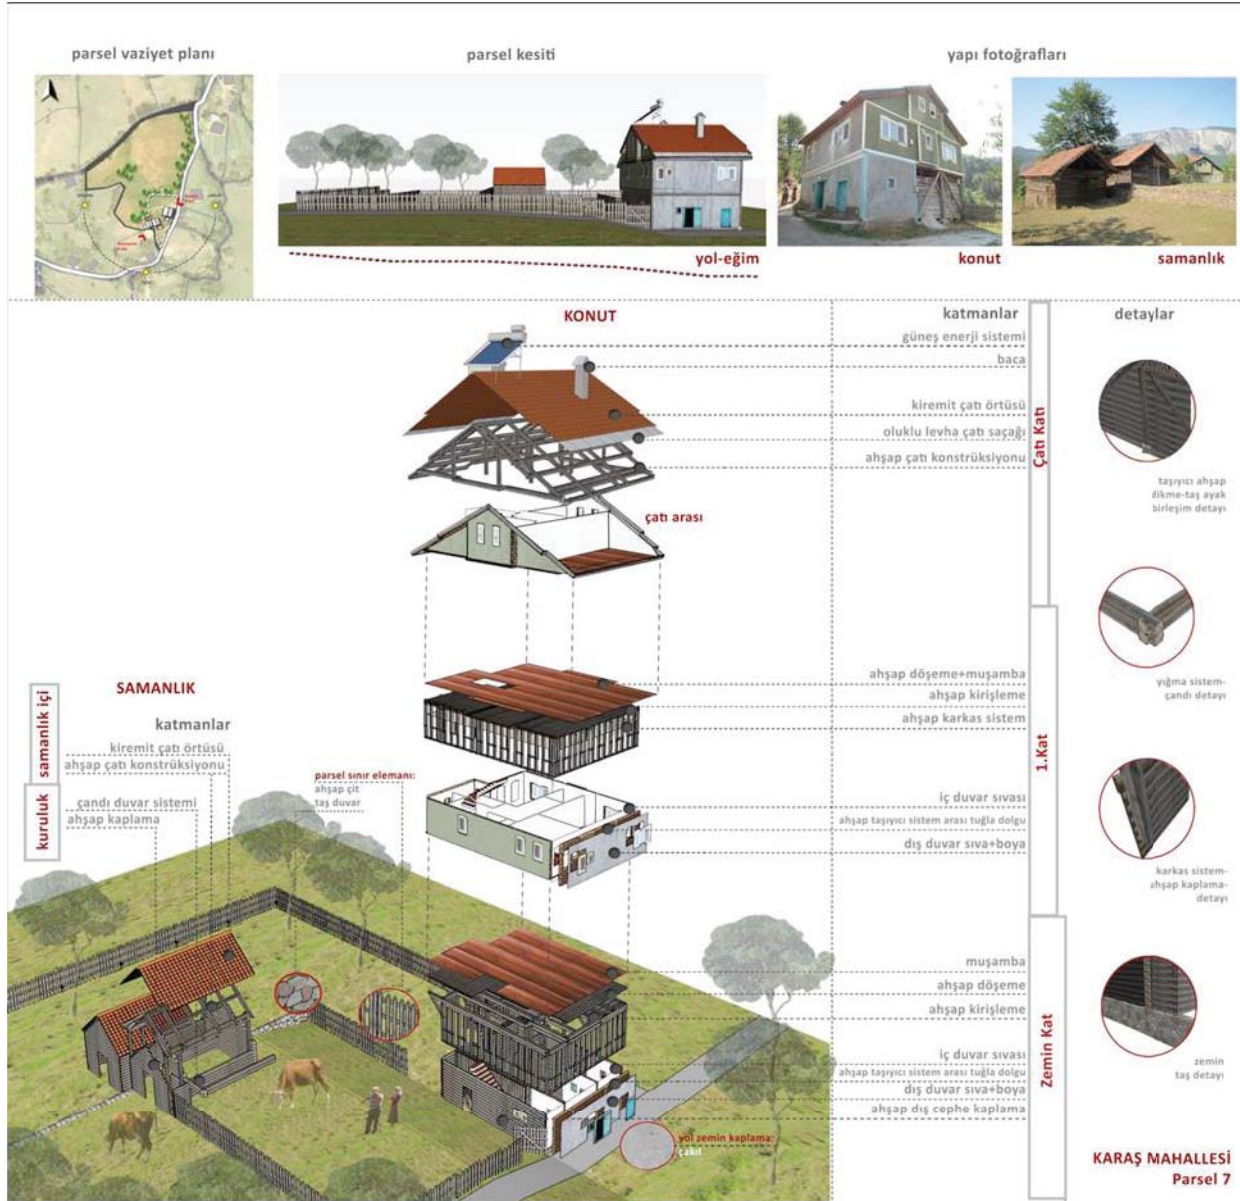 parsel vaziyet planı
parsel kesiti
yapı fotoğrafları
yol-eğim
konut
samanlık
KONUT
katmanlar
güneş enerji sistemi
baca
kiremit çatı örtüsü
oluklu levha çatı saçağı
ahşap çatı konstrüksiyonu
çatı arası
Çatı Katı
ahşap döşeme+muşamba
ahşap kirişleme
ahşap karkas sistem
iç duvar sıvası
ahşap taşıyıcı sistem arası tuğla dolgu
dış duvar sıva+boya
1.Kat
muşamba
ahşap döşeme
ahşap kirişleme
iç duvar sıvası
ahşap taşıyıcı sistem arası tuğla dolgu
dış duvar sıva+boya
ahşap dış cephe kaplama
Zemin Kat
detaylar
taşıyıcı ahşap
dikme-taş ayak
birleşim detayı
yığma sistem-
çandı detayı
karkas sistem-
ahşap kaplama-
detayı
zemin
taş detayı
SAMANLIK
katmanlar
samanlık içi
kiremit çatı örtüsü
ahşap çatı konstrüksiyonu
kuruluk
çandı duvar sistemi
ahşap kaplama
parsel sınır elemanı:
ahşap çit
taş duvar
yol zemin kaplama:
çakıl
KARAŞ MAHALLESİ
Parsel 7